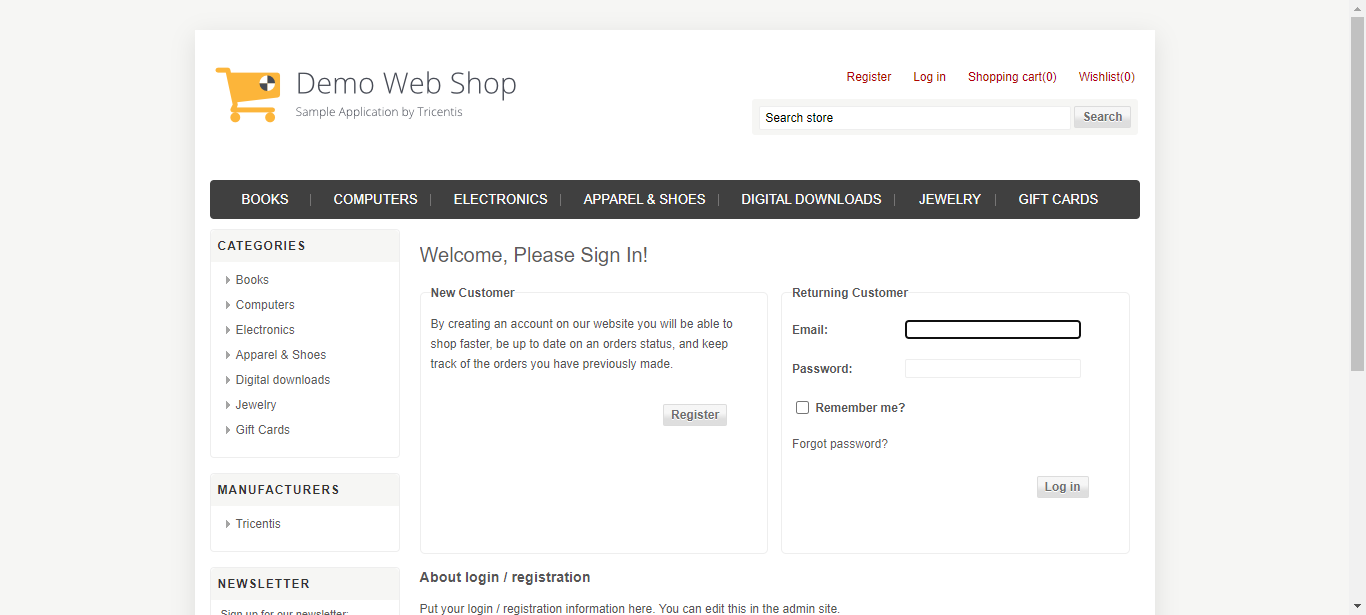 Demo Web Shop
Sample Application by Tricentis
Register Log in Shopping cart(0) Wishlist(0)
Search store Search
BOOKS COMPUTERS ELECTRONICS APPAREL & SHOES DIGITAL DOWNLOADS JEWELRY GIFT CARDS
CATEGORIES
Books
Computers
Electronics
Apparel & Shoes
Digital downloads
Jewelry
Gift Cards
MANUFACTURERS
Tricentis
NEWSLETTER
Sign up for our newsletter:
Welcome, Please Sign In!
New Customer
By creating an account on our website you will be able to
shop faster, be up to date on an orders status, and keep
track of the orders you have previously made.
Register
Returning Customer
Email:
Password:
Remember me?
Forgot password?
Log in
About login / registration
Put your login / registration information here. You can edit this in the admin site.